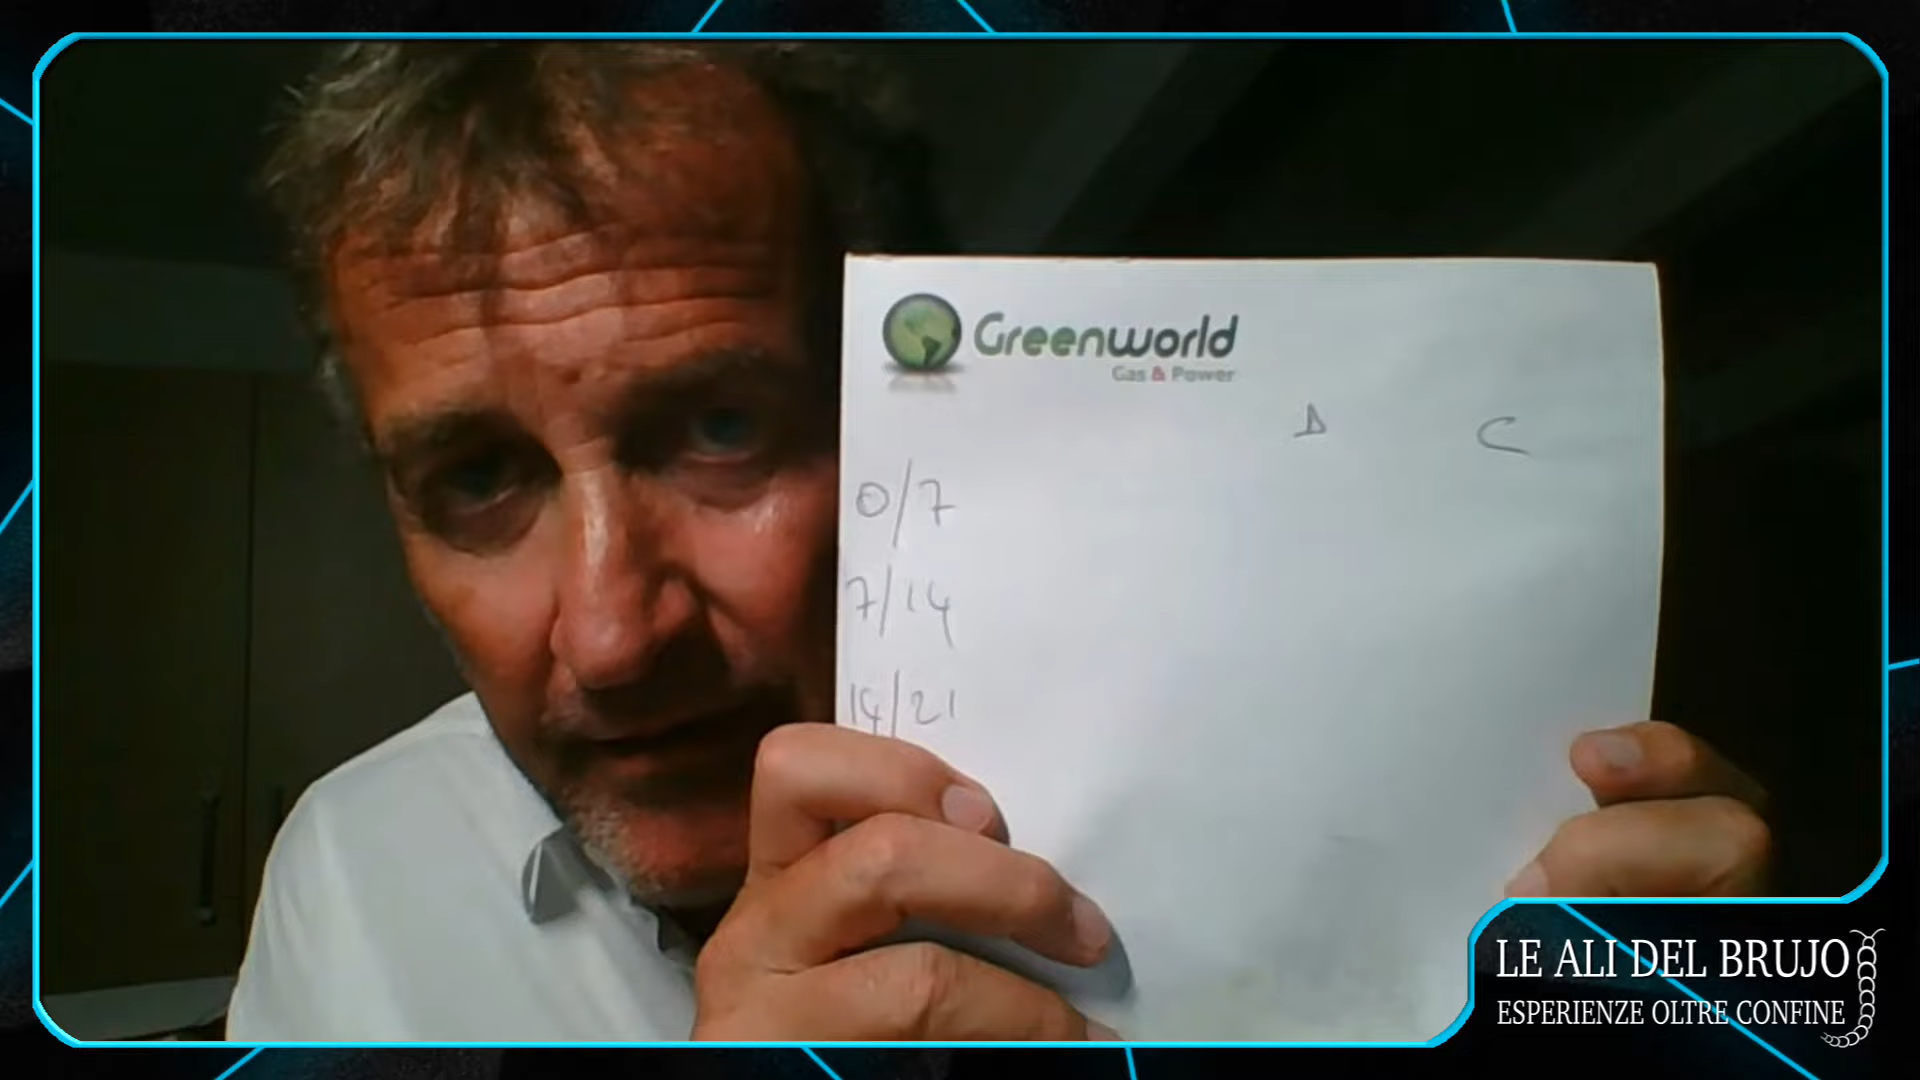 Greenworld
Gas & Power
D C
0/7
7/14
14/21
LE ALI DEL BRUJO
ESPERIENZE OLTRE CONFINE